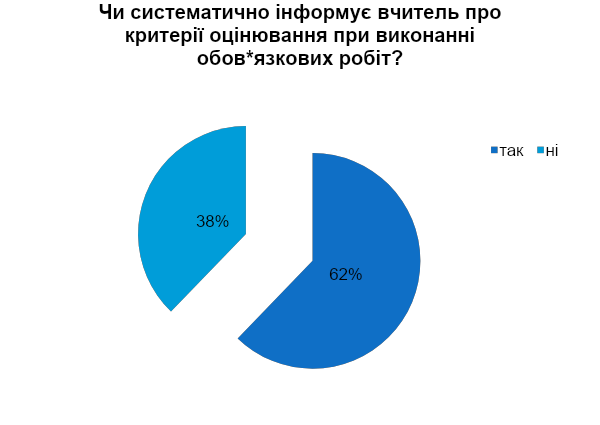 Чи систематично інформує вчитель про
критерії оцінювання при виконанні
обов*язкових робіт?
так ні
38%
62%